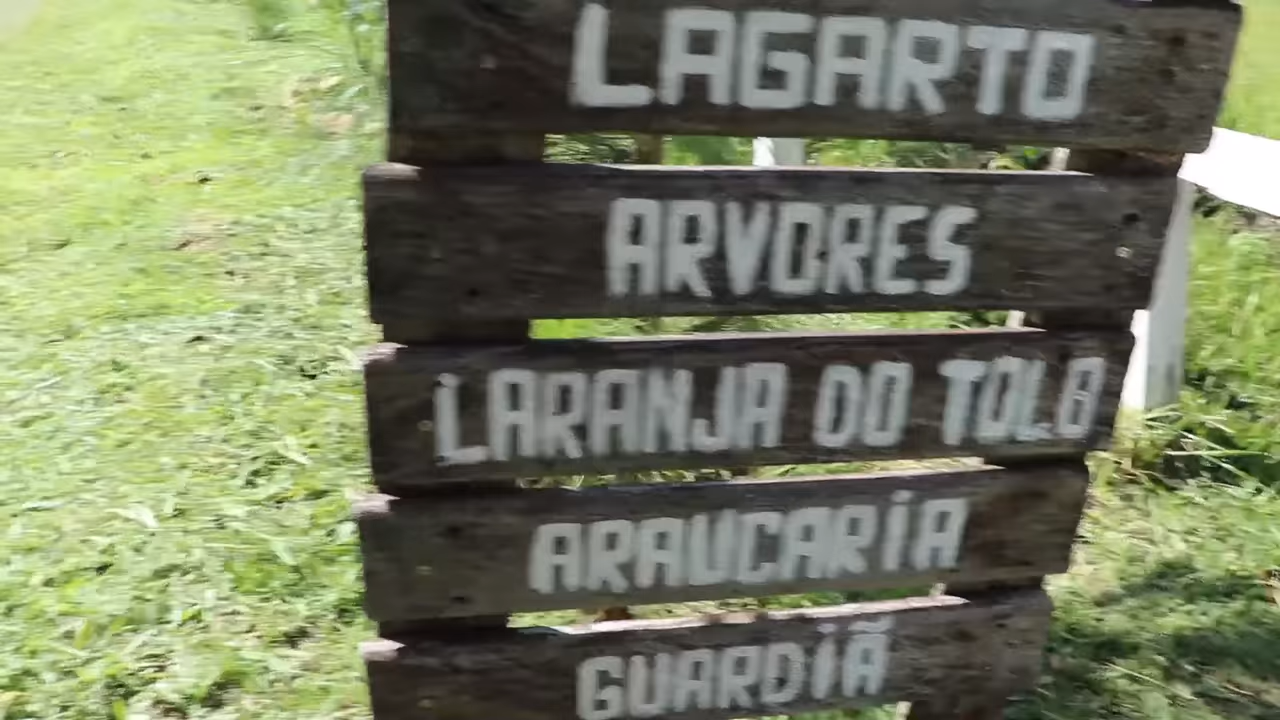 LAGARTO
ARVORES
LARANJA DO TOLO
ARAUCARIA
GUARDIÃ